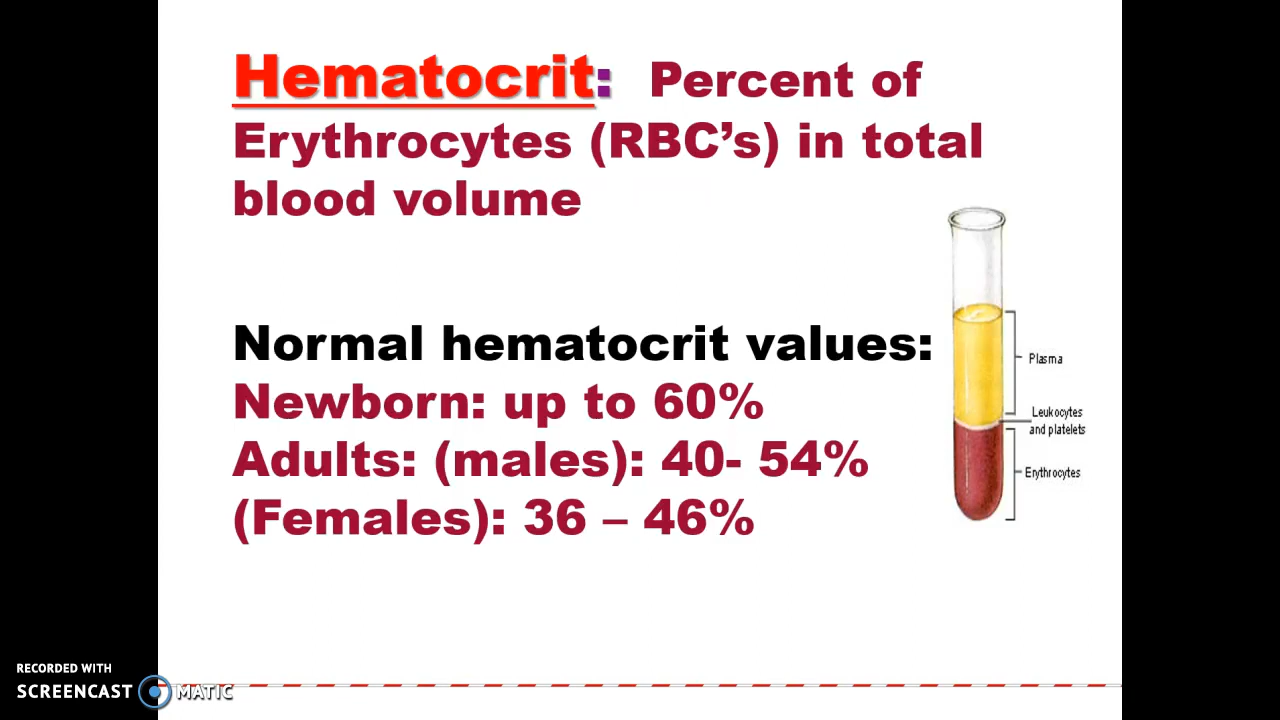 Hematocrit: Percent of
Erythrocytes (RBC’s) in total
blood volume
Normal hematocrit values:
Newborn: up to 60%
Adults: (males): 40- 54%
(Females): 36 – 46%
Plasma
Leukocytes
and platelets
Erythrocytes
RECORDED WITH
SCREENCAST MATIC